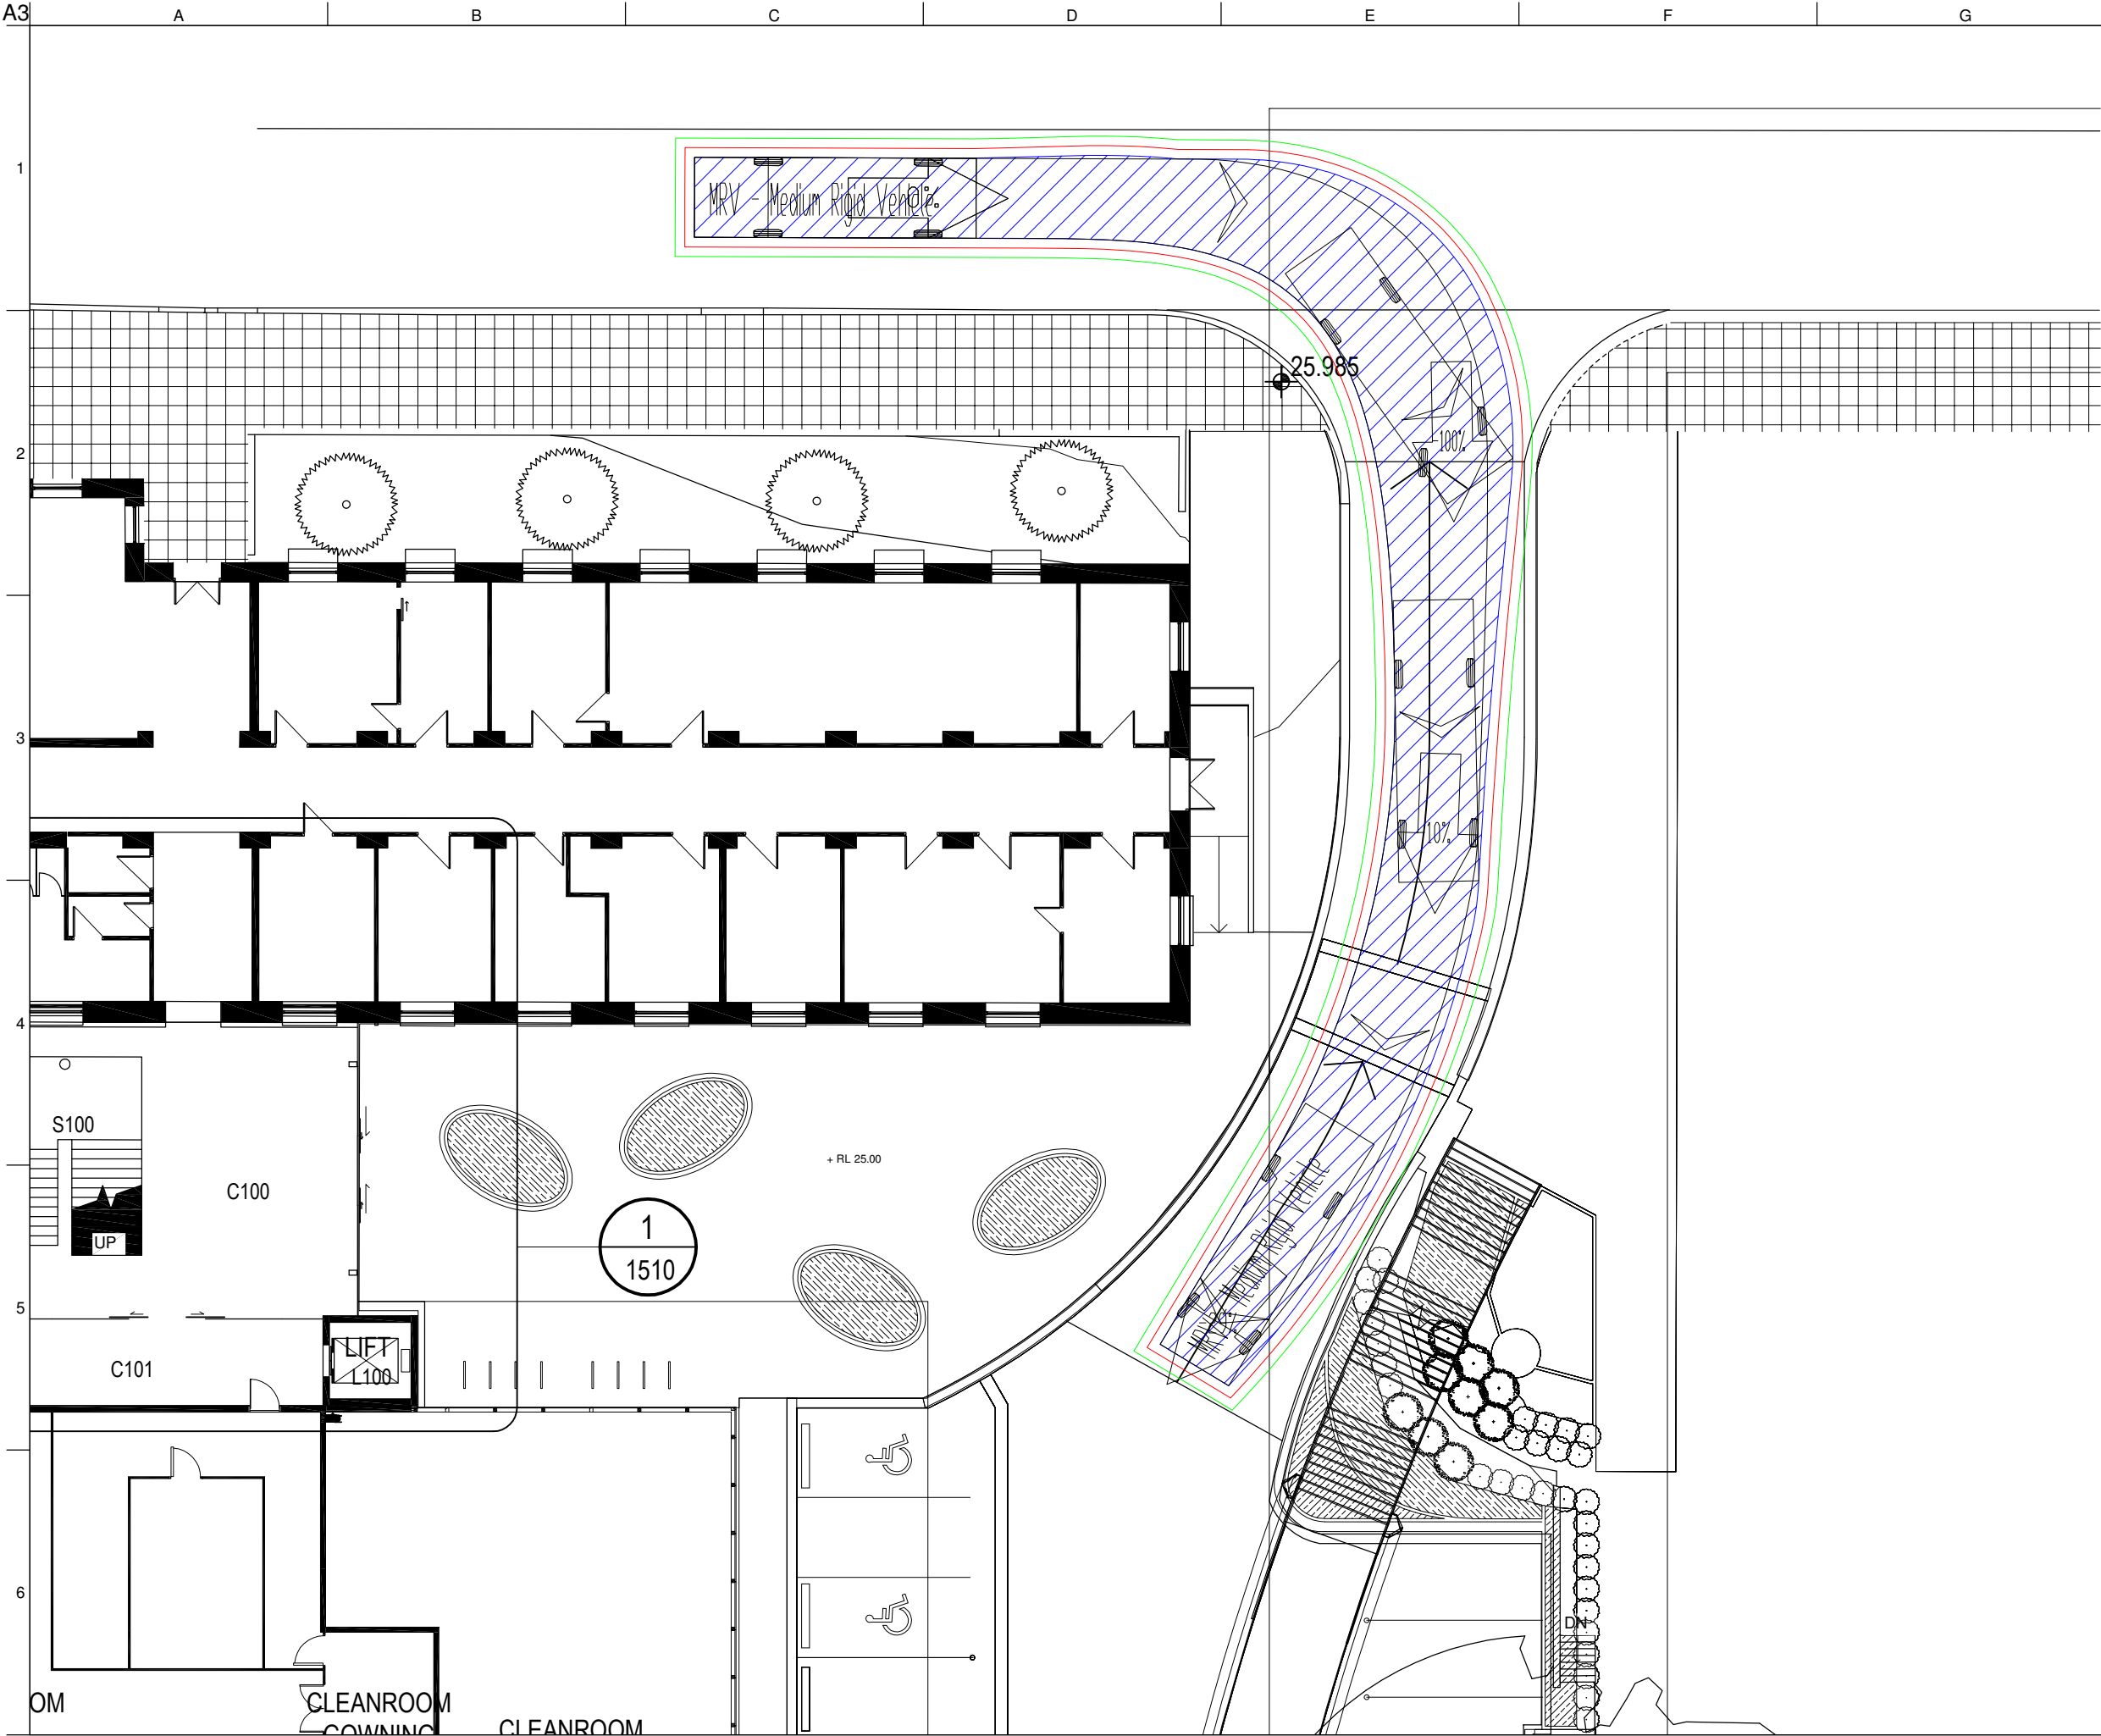 A3
A
B
C
D
E
F
G
1
MRV - Medium Rigid Vehicle
25.985
2
100%
3
10%
4
S100
+ RL 25.00
C100
UP
1
1510
5
LIFT
L100
C101
6
DN
OM
CLEANROOM
GOWNING
CLEANROOM